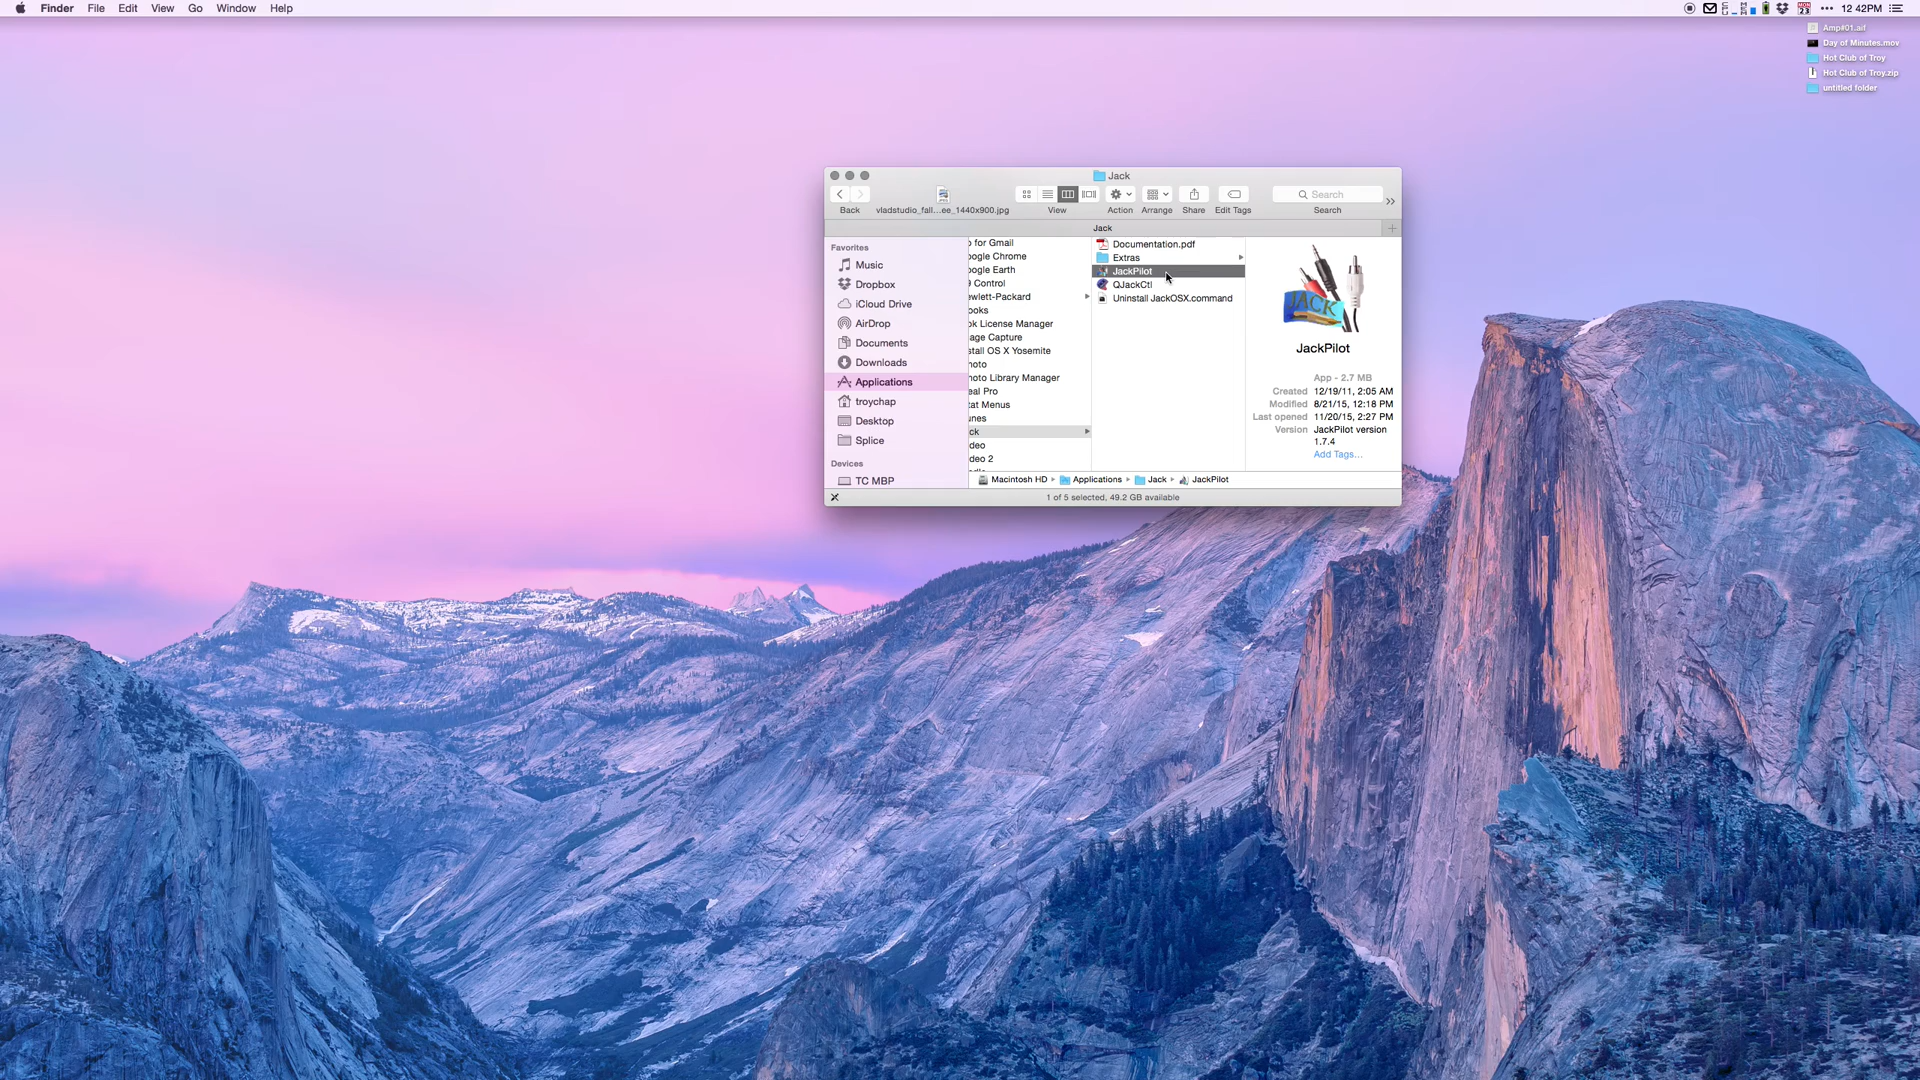 Finder File Edit View Go Window Help
12 42PM
23
Amp#01.aif
Day of Minutes.mov
Hot Club of Troy
Hot Club of Troy.zip
untitled folder
Jack
Back
vladstudio_fall...ee_1440x900.jpg
View
Action
Arrange
Share
Edit Tags
Search
Search
Jack
Favorites
Music
Dropbox
iCloud Drive
AirDrop
Documents
Downloads
Applications
troychap
Desktop
Splice
Devices
TC MBP
o for Gmail
oogle Chrome
oogle Earth
9 Control
ewlett-Packard
ooks
ok License Manager
age Capture
stall OS X Yosemite
hoto
hoto Library Manager
eal Pro
tat Menus
unes
ck
ideo
ideo 2
Documentation.pdf
Extras
JackPilot
QJackCtl
Uninstall JackOSX.command
JACK
JackPilot
App - 2.7 MB
Created 12/19/11, 2:05 AM
Modified 8/21/15, 12:18 PM
Last opened 11/20/15, 2:27 PM
Version JackPilot version
1.7.4
Add Tags...
Macintosh HD Applications Jack JackPilot
1 of 5 selected, 49.2 GB available